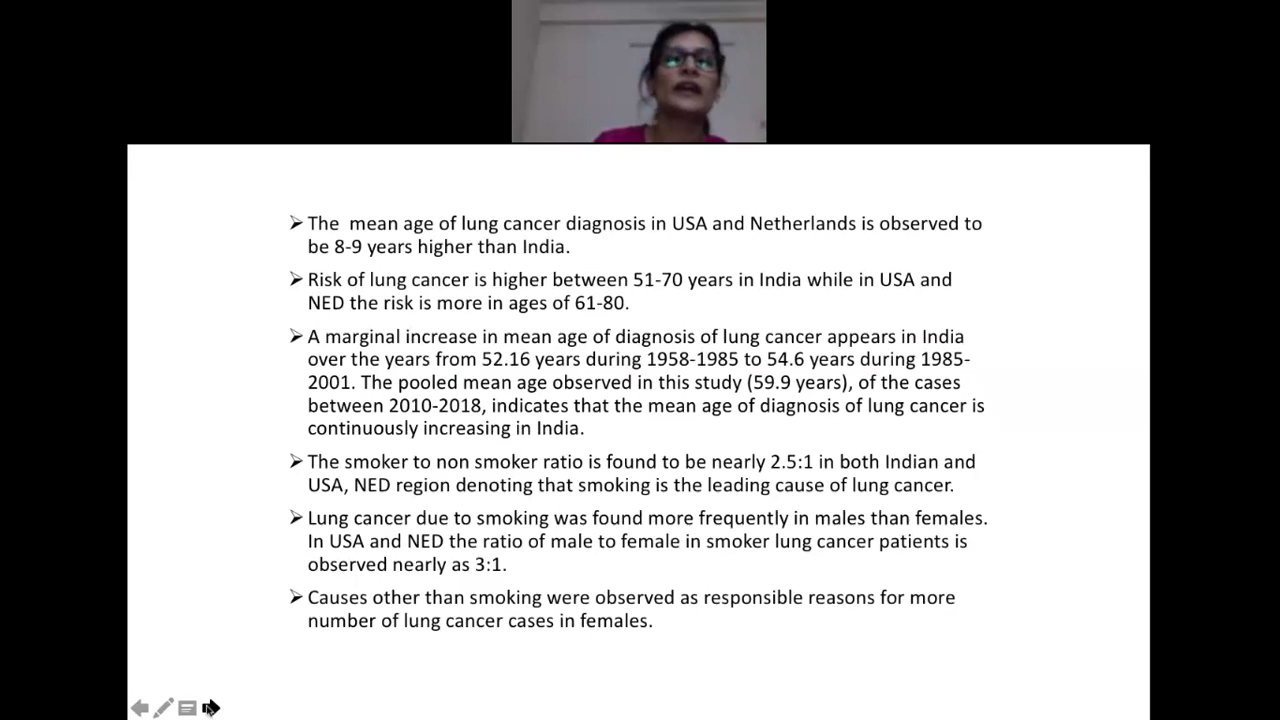 ➢ The  mean age of lung cancer diagnosis in USA and Netherlands is observed to
be 8-9 years higher than India.
➢ Risk of lung cancer is higher between 51-70 years in India while in USA and
NED the risk is more in ages of 61-80.
➢ A marginal increase in mean age of diagnosis of lung cancer appears in India
over the years from 52.16 years during 1958-1985 to 54.6 years during 1985-
2001. The pooled mean age observed in this study (59.9 years), of the cases
between 2010-2018, indicates that the mean age of diagnosis of lung cancer is
continuously increasing in India.
➢ The smoker to non smoker ratio is found to be nearly 2.5:1 in both Indian and
USA, NED region denoting that smoking is the leading cause of lung cancer.
➢ Lung cancer due to smoking was found more frequently in males than females.
In USA and NED the ratio of male to female in smoker lung cancer patients is
observed nearly as 3:1.
➢ Causes other than smoking were observed as responsible reasons for more
number of lung cancer cases in females.